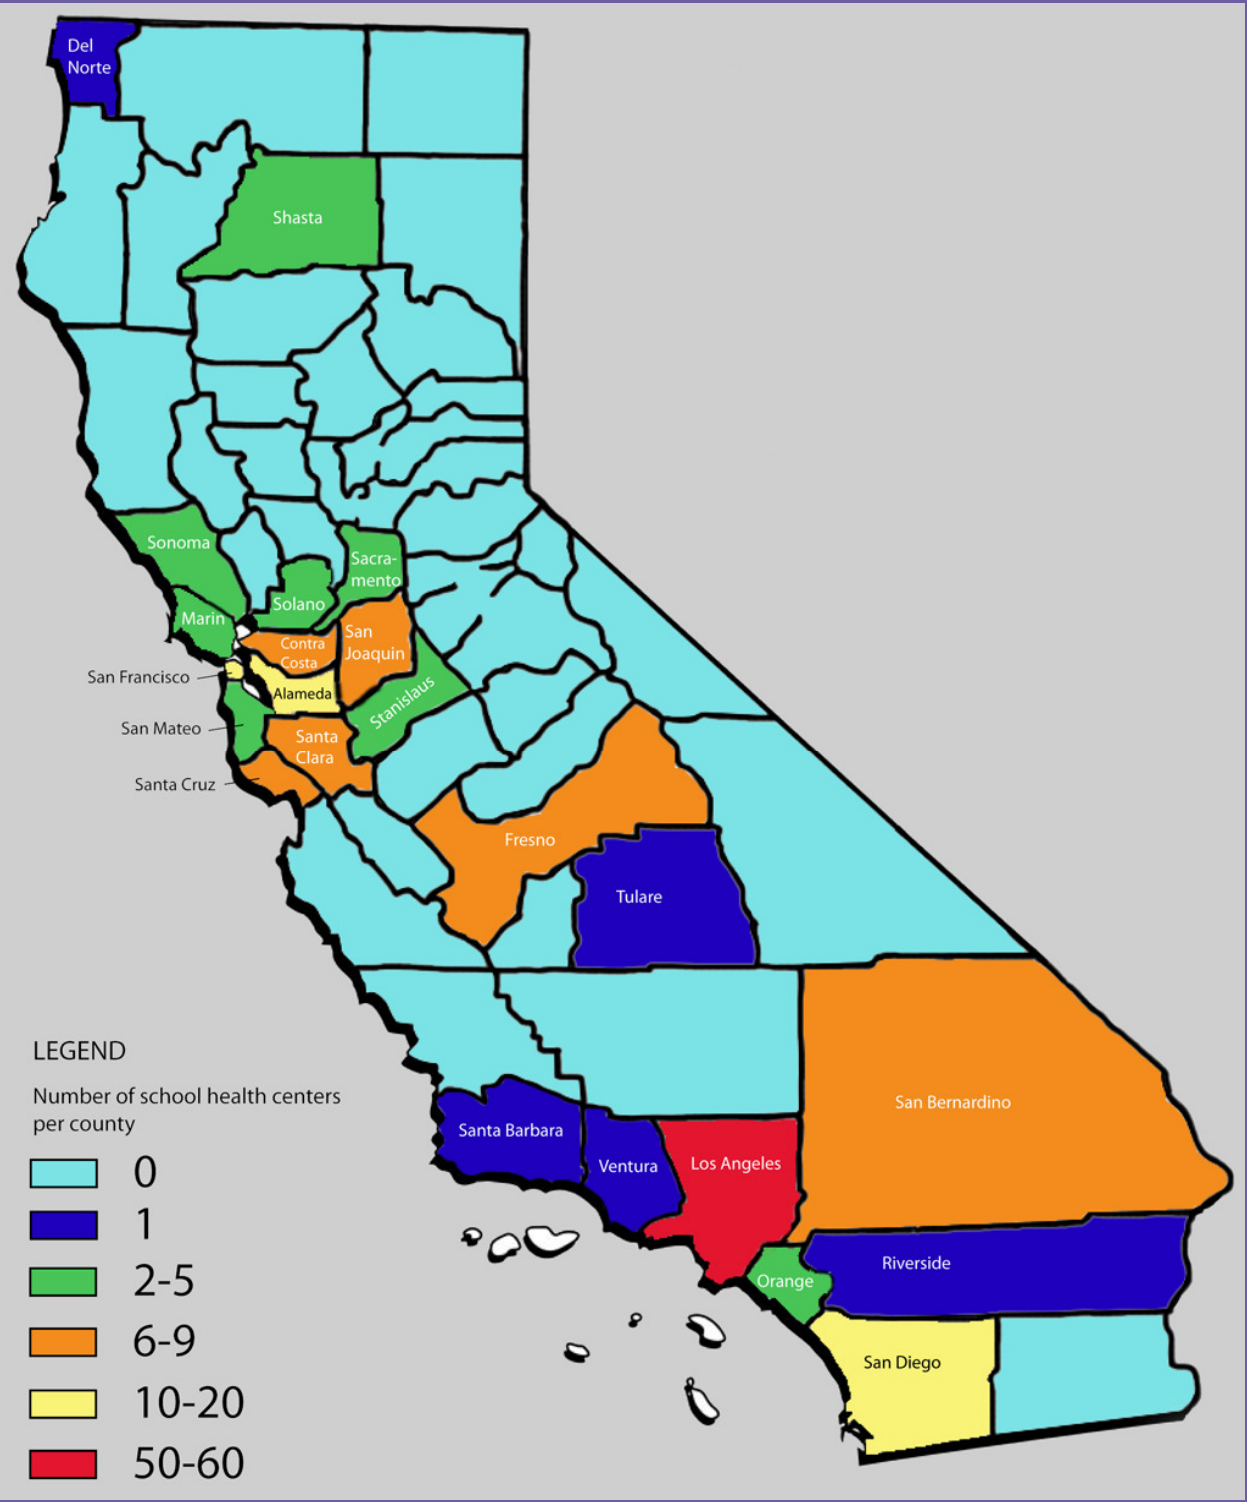 Del
Norte
Shasta
Sonoma
Sacra-
mento
Solano
Marin
San
Joaquin
Contra
Costa
San Francisco
Alameda
Stanislaus
San Mateo
Santa
Clara
Santa Cruz
Fresno
Tulare
LEGEND
Number of school health centers
per county
0
1
2-5
6-9
10-20
50-60
San Bernardino
Santa Barbara
Ventura
Los Angeles
Riverside
Orange
San Diego